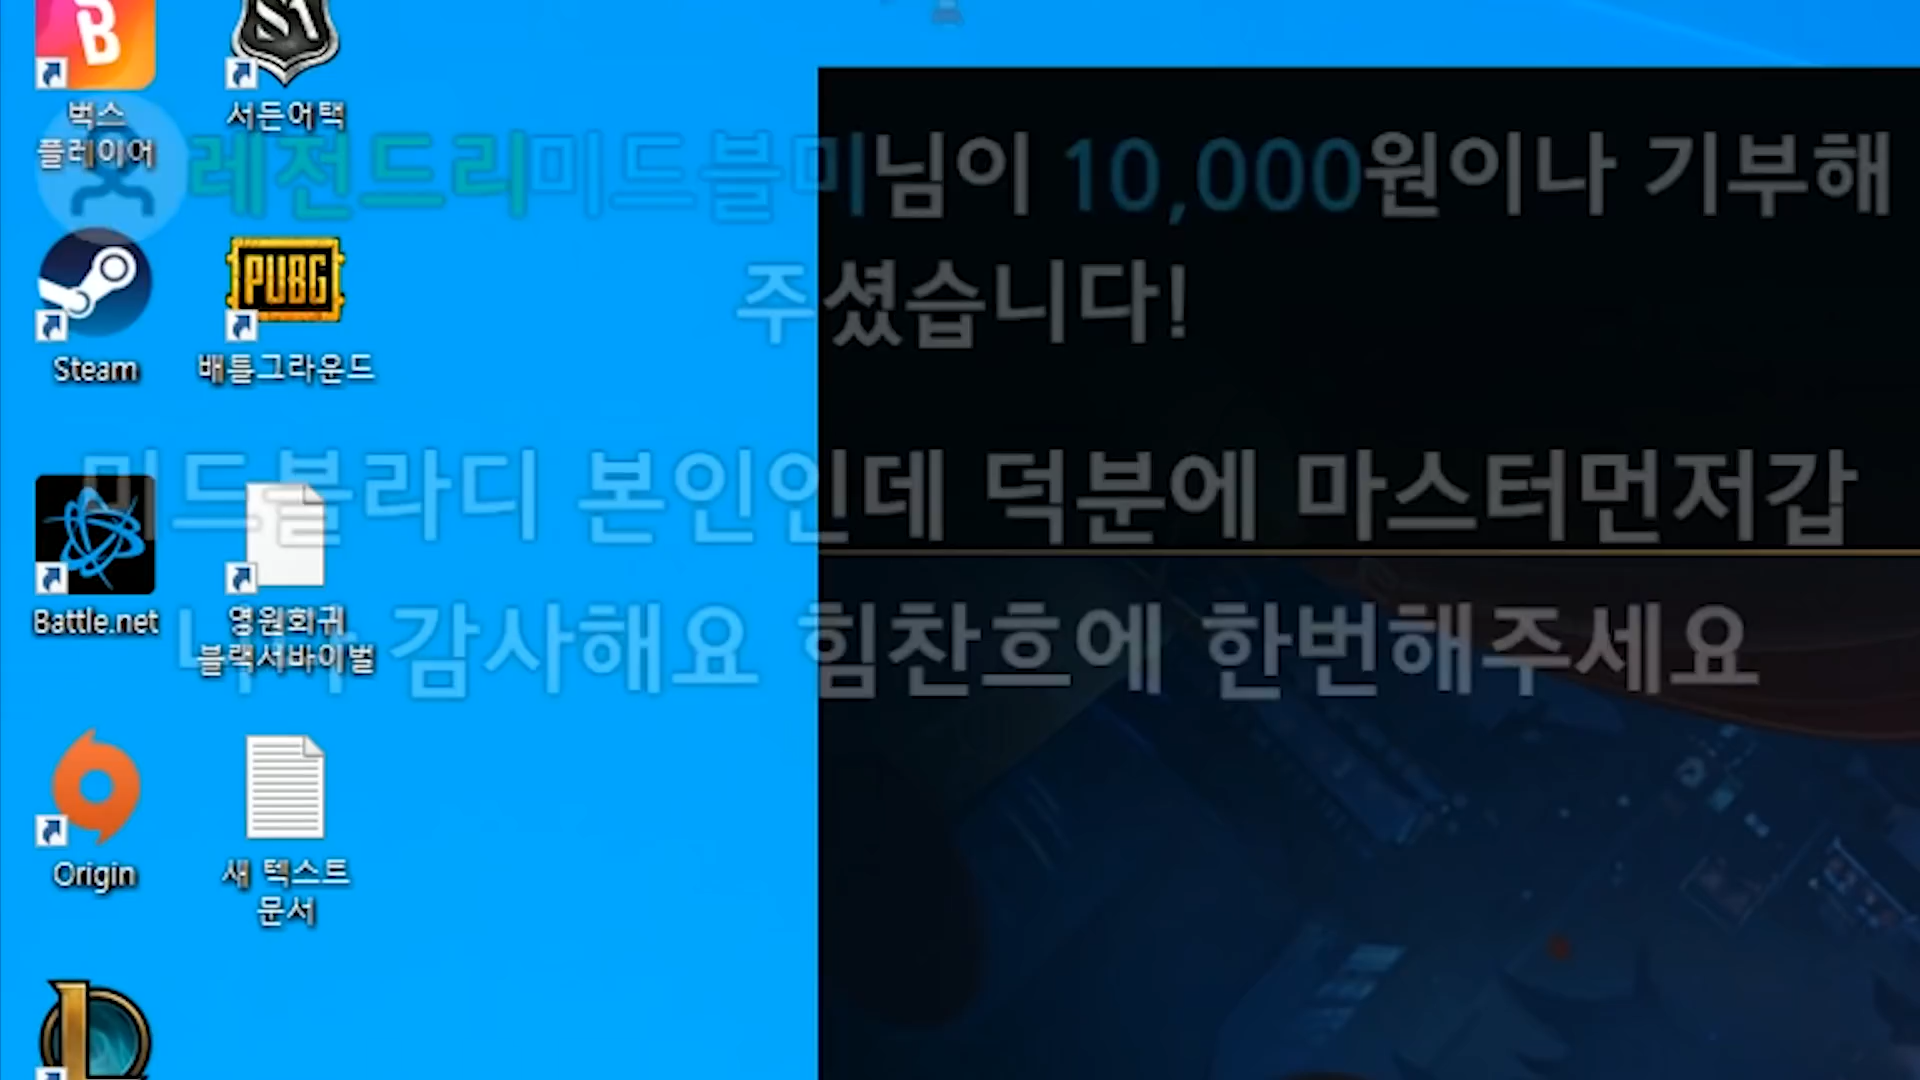 벅스
플레이어
서든어택
레전드리미드블미님이 10,000원이나 기부해
주셨습니다!
PUBG
Steam
배틀그라운드
미드블라디 본인인데 덕분에 마스터먼저갑
니다 감사해요 힘찬흐에 한번해주세요
Battle.net
영원회귀
블랙서바이벌
Origin
새 텍스트
문서